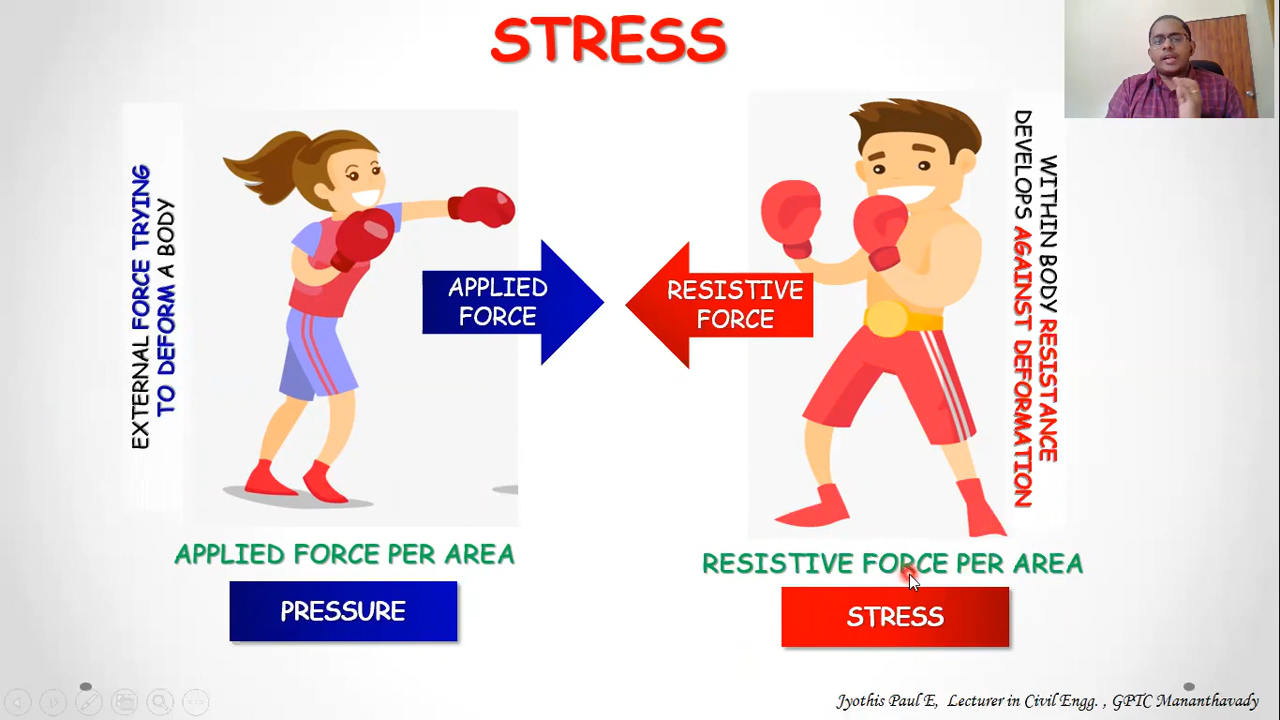 STRESS
EXTERNAL FORCE TRYING
TO DEFORM A BODY
APPLIED
FORCE
RESISTIVE
FORCE
WITHIN BODY RESISTANCE
DEVELOPS AGAINST DEFORMATION
APPLIED FORCE PER AREA
PRESSURE
RESISTIVE FORCE PER AREA
STRESS
Jyothis Paul E, Lecturer in Civil Engg. , GPTC Mananthavady